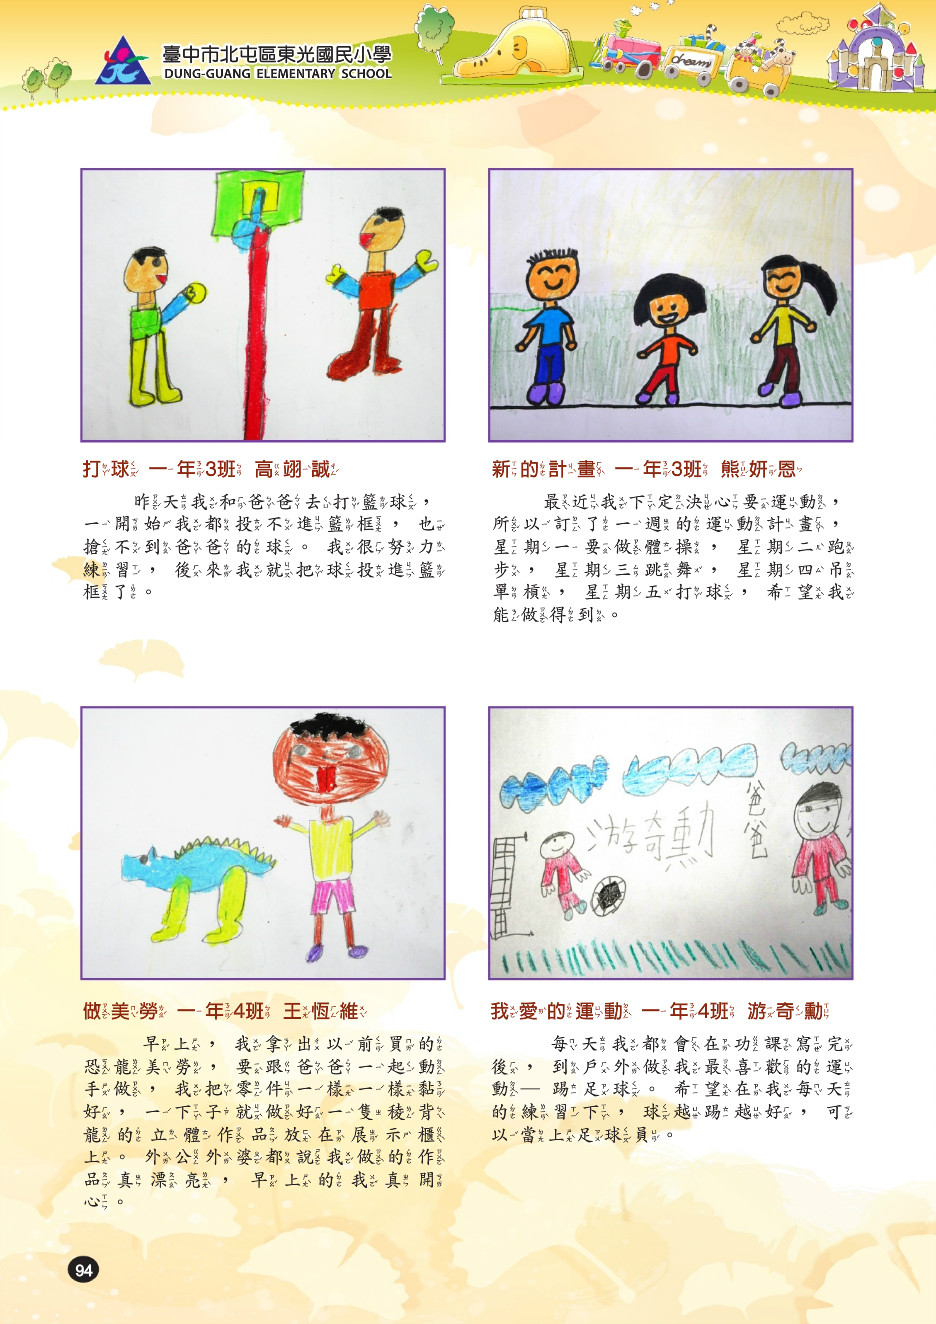 臺中市北屯區東光國民小學
DUNG-GUANG ELEMENTARY SCHOOL
dream
打球 一年3班 高翊誠
昨天我和爸爸去打籃球，
一開始我都投不進籃框，也
搶不到爸爸的球。我很努力
練習，後來我就把球投進籃
框了。
新的計畫 一年3班 熊妍恩
最近我下定決心要運動，
所以訂了一週的運動計畫，
星期一要做體操，星期二跑
步，星期三跳舞，星期四吊
單槓，星期五打球，希望我
能做得到。
做美勞 一年4班 王恆維
早上，我拿出以前買的
恐龍美勞，要跟爸爸一起動
手做，我把零件一樣一樣黏
好，一下子就做好一隻稜背
龍的立體作品放在展示櫃
上。外公外婆都說我做的作
品真漂亮，早上的我真開
心。
游奇勳
爸爸
我愛的運動 一年4班 游奇勳
每天我都會在功課寫完
後，到戶外做我最喜歡的運
動—踢足球。希望在我每天
的練習下，球越踢越好，可
以當上足球員。
94